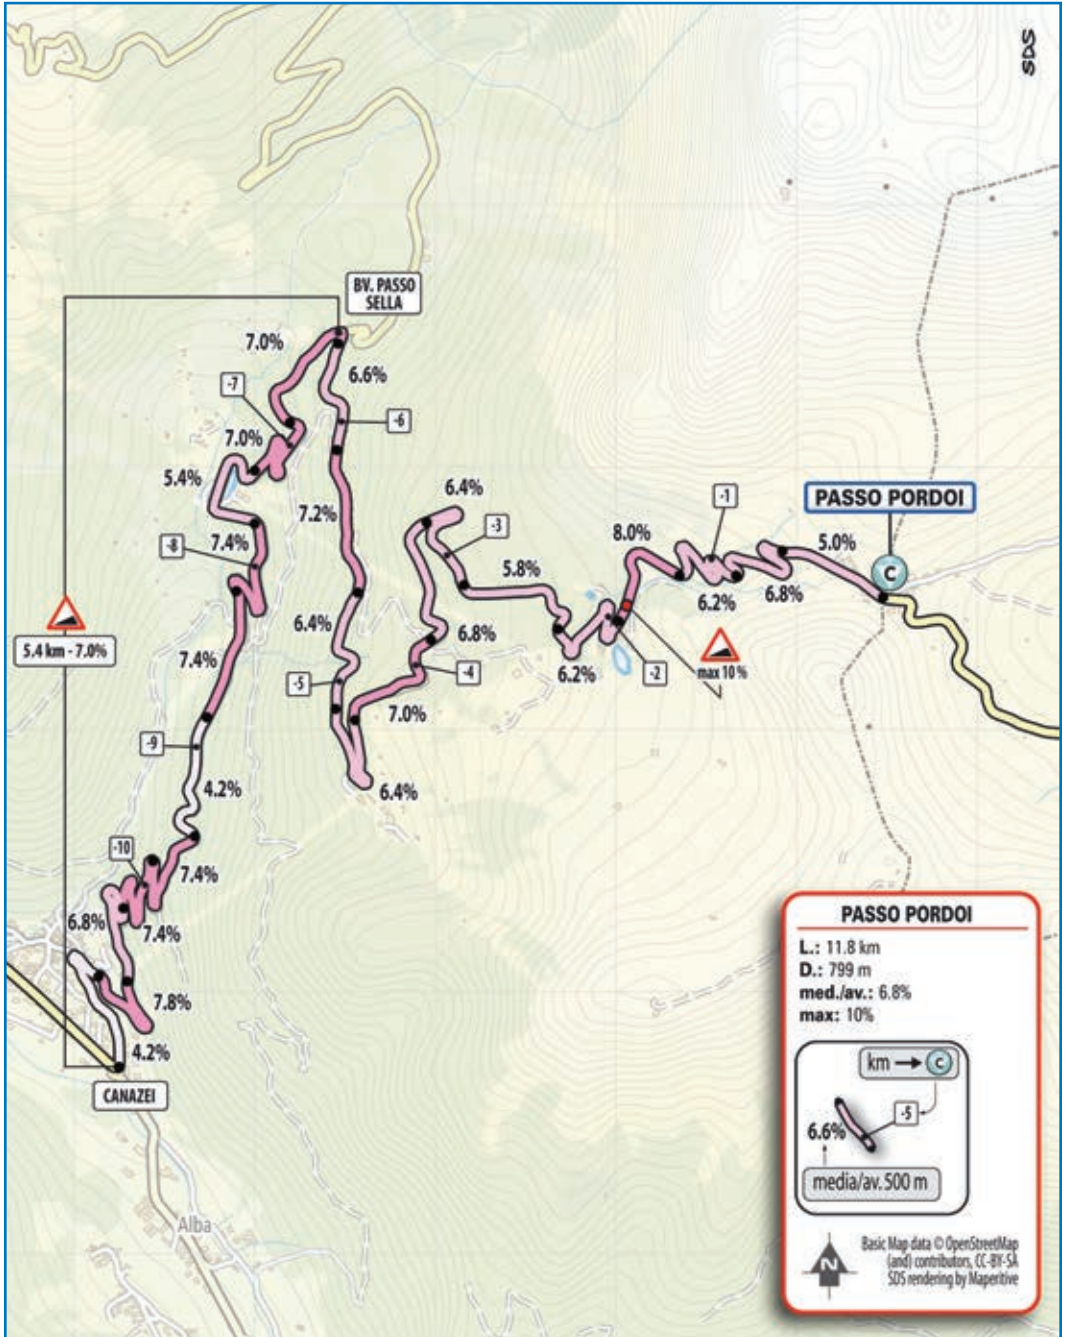 SDS
BV. PASSO
SELLA
7.0%
6.6%
-7
-6
7.0%
5.4%
7.2%
6.4%
-3
-1
PASSO PORDOI
8.0%
5.0%
C
-8
7.4%
5.8%
6.2%
6.8%
6.4%
6.8%
5.4 km - 7.0%
7.4%
-5
-4
6.2%
-2
max 10 %
7.0%
-9
4.2%
6.4%
-10
7.4%
6.8%
7.4%
7.8%
4.2%
CANAZEI
Alba
PASSO PORDOI
L.: 11.8 km
D.: 799 m
med./av.: 6.8%
max: 10%
km → C
-5
6.6%
media/av. 500 m
N
Basic Map data © OpenStreetMap
(and) contributors, CC-BY-SA
SDS rendering by Maperitive